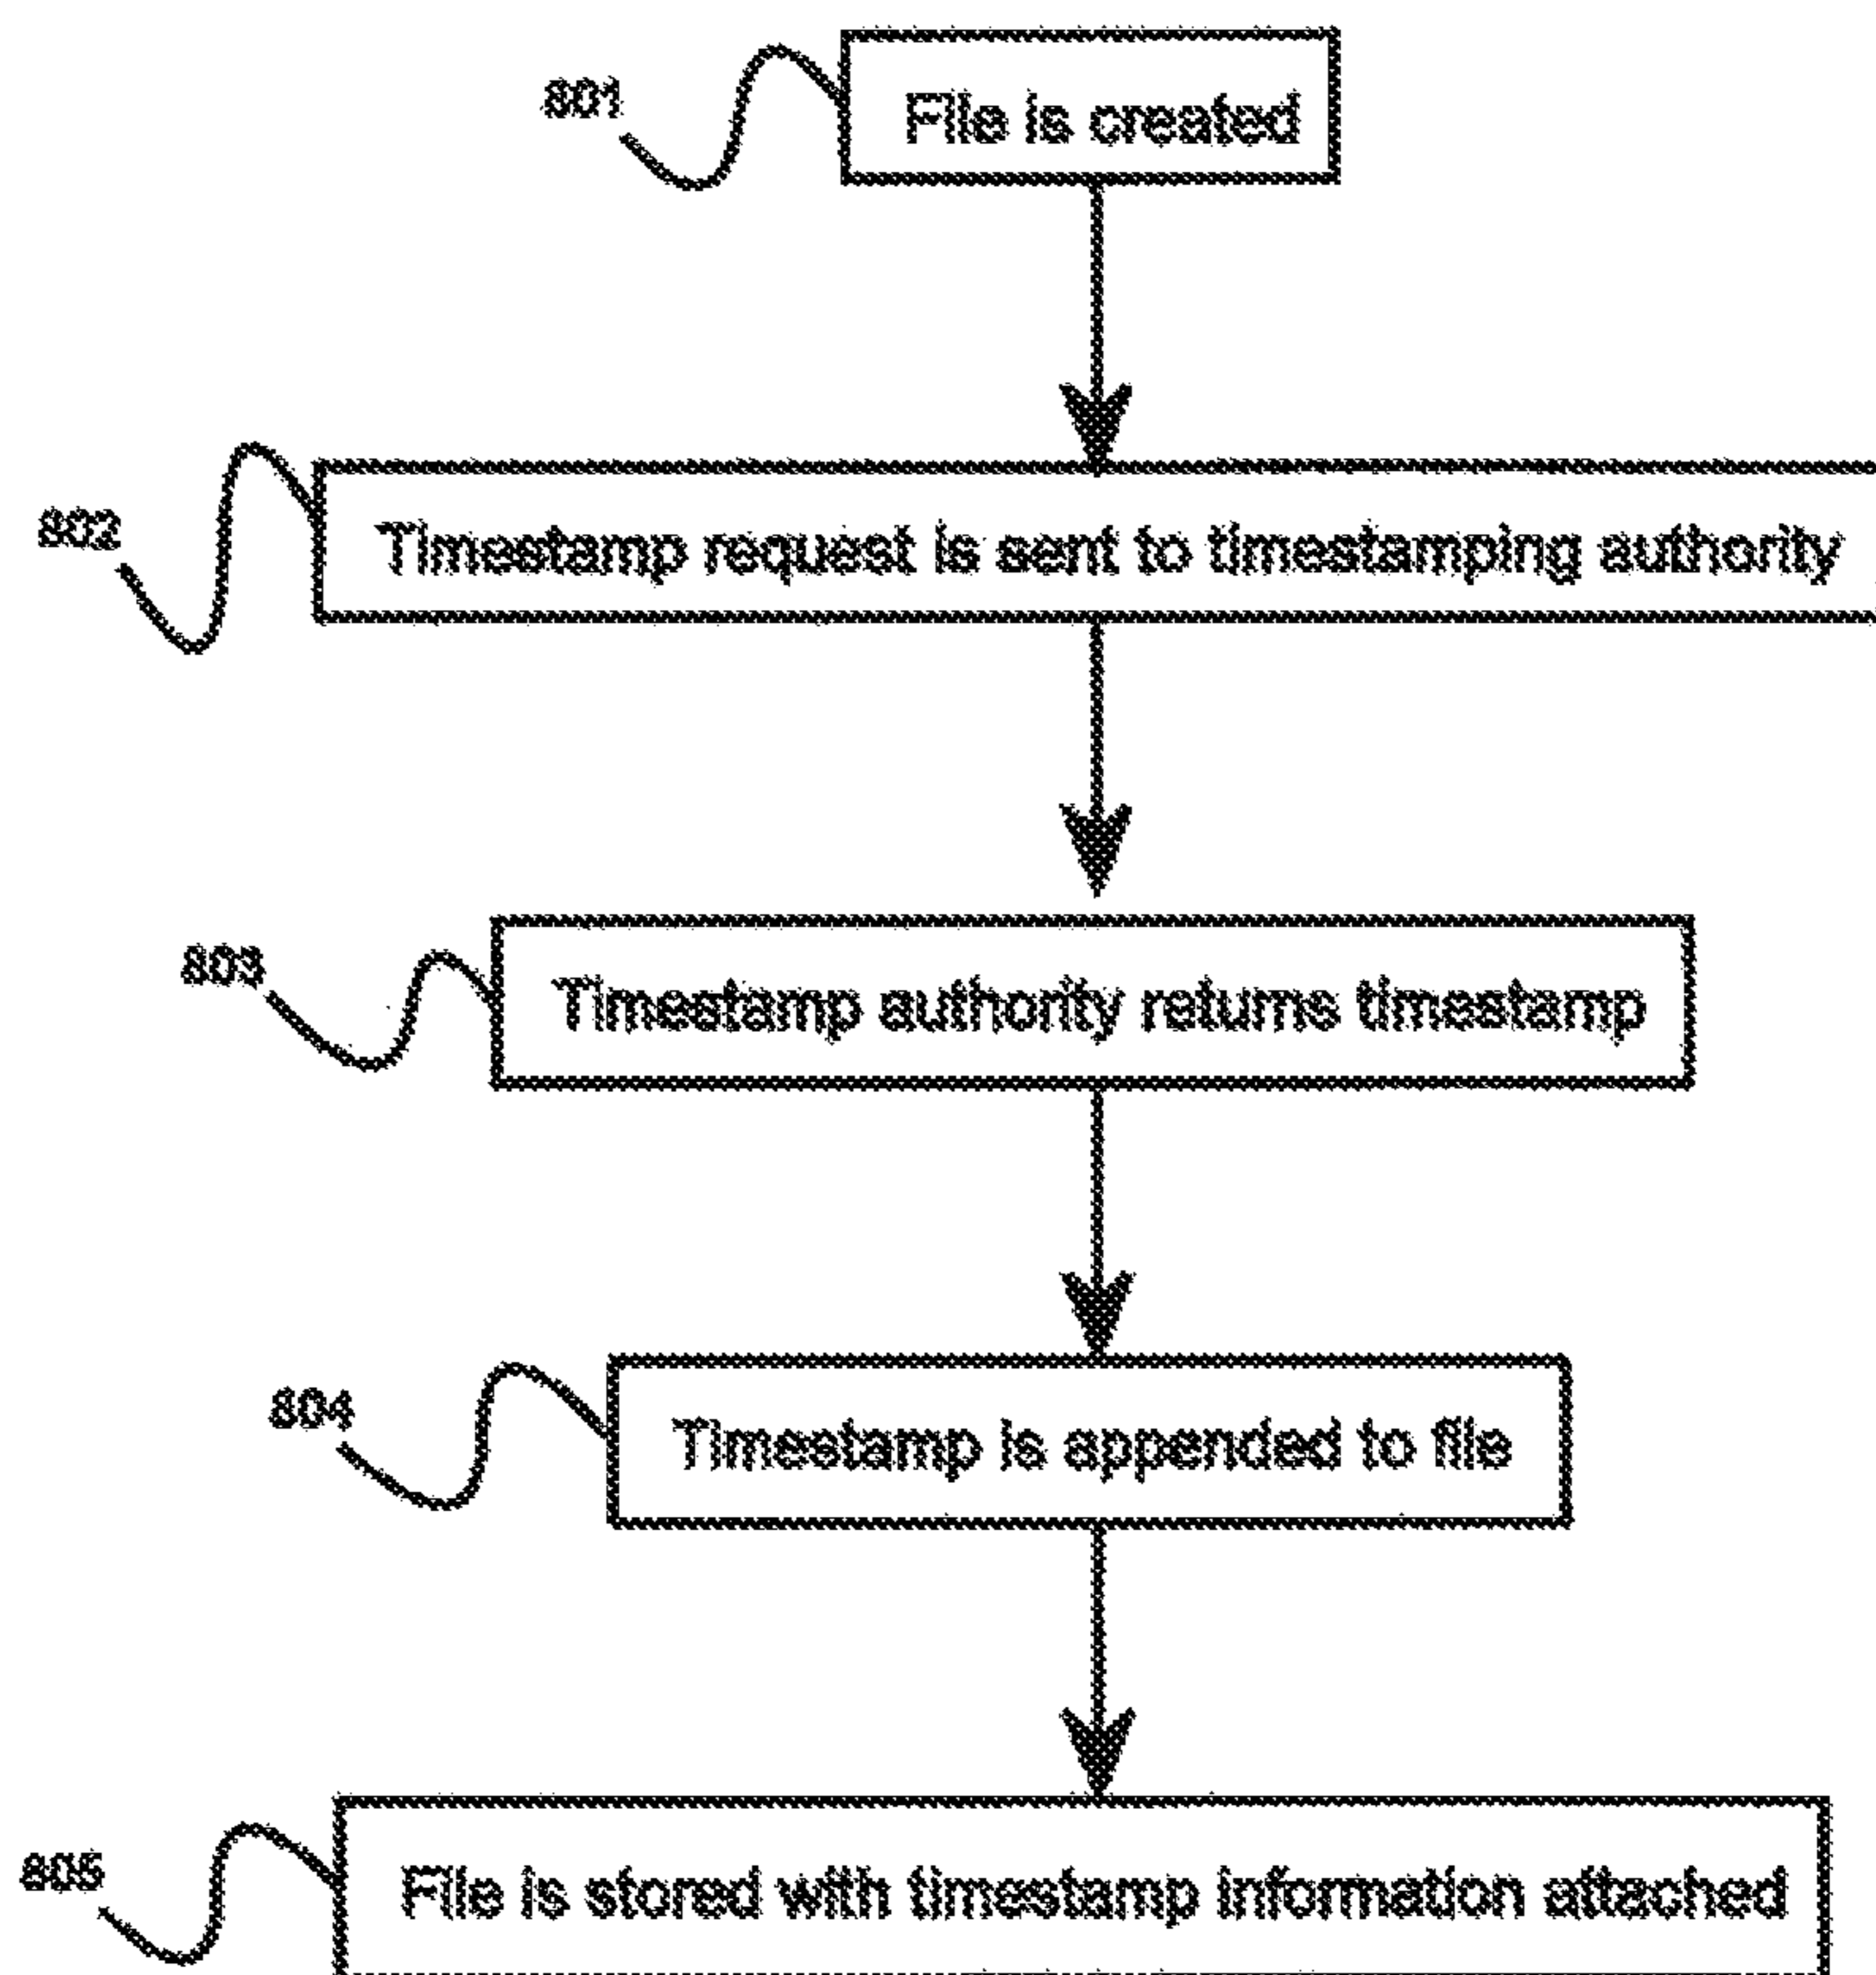 801
File is created
802
Timestamp request is sent to timestamping authority
803
Timestamp authority returns timestamp
804
Timestamp is appended to file
805
File is stored with timestamp information attached